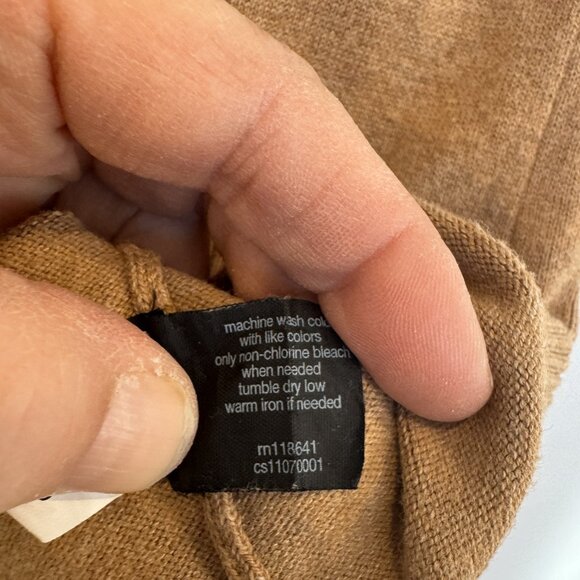 machine wash cold
with like colors
only non-chlorine bleach
when needed
tumble dry low
warm iron if needed
rn118641
cs11070001